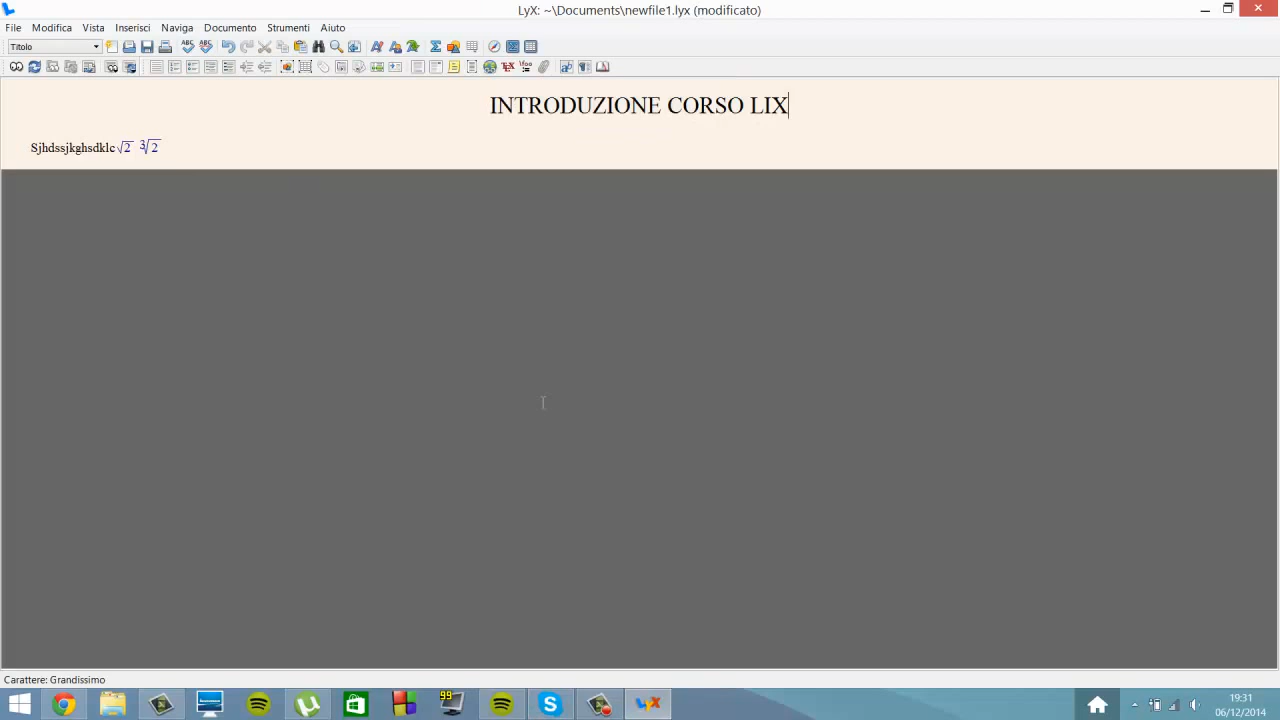 LyX: ~\Documents\newfile1.lyx (modificato)
File Modifica Vista Inserisci Naviga Documento Strumenti Aiuto
Titolo
INTRODUZIONE CORSO LIX
Sjhdssjkghsdklc √2 ∛2
Carattere: Grandissimo
99
19:31
06/12/2014